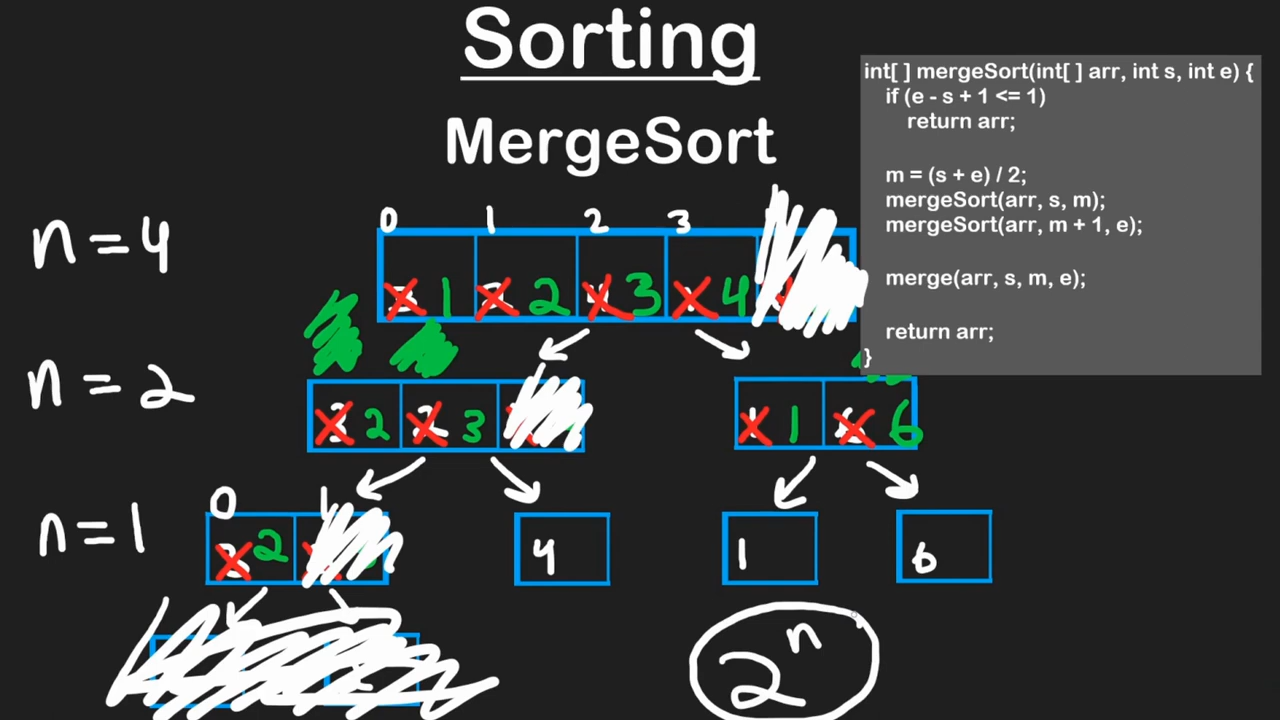 Sorting
MergeSort
int[ ] mergeSort(int[ ] arr, int s, int e) {
if (e - s + 1 <= 1)
return arr;
m = (s + e) / 2;
mergeSort(arr, s, m);
mergeSort(arr, m + 1, e);
merge(arr, s, m, e);
return arr;
}
n = 4
0 1 2 3
1 2 3 4
n = 2
2 3
1 6
n = 1
0 1
2
4
1
6
2^n